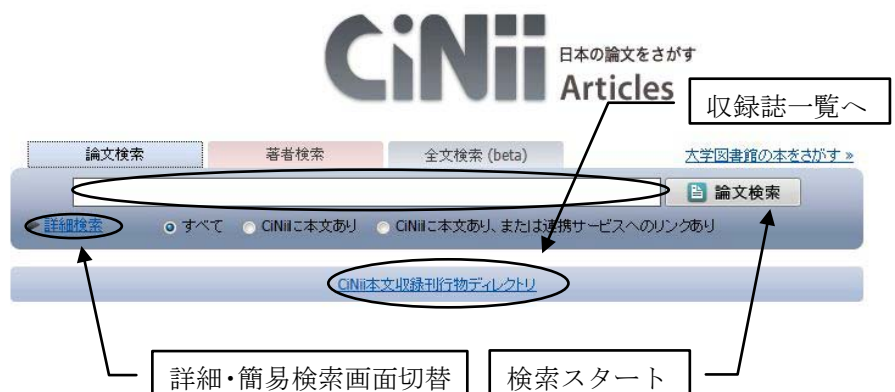 CiNii
日本の論文をさがす
Articles
収録誌一覧へ
論文検索 著者検索 全文検索 (beta) 大学図書館の本をさがす »
論文検索
詳細検索 すべて CiNiiに本文あり CiNiiに本文あり、または連携サービスへのリンクあり
CiNii本文収録刊行物ディレクトリ
詳細・簡易検索画面切替 検索スタート